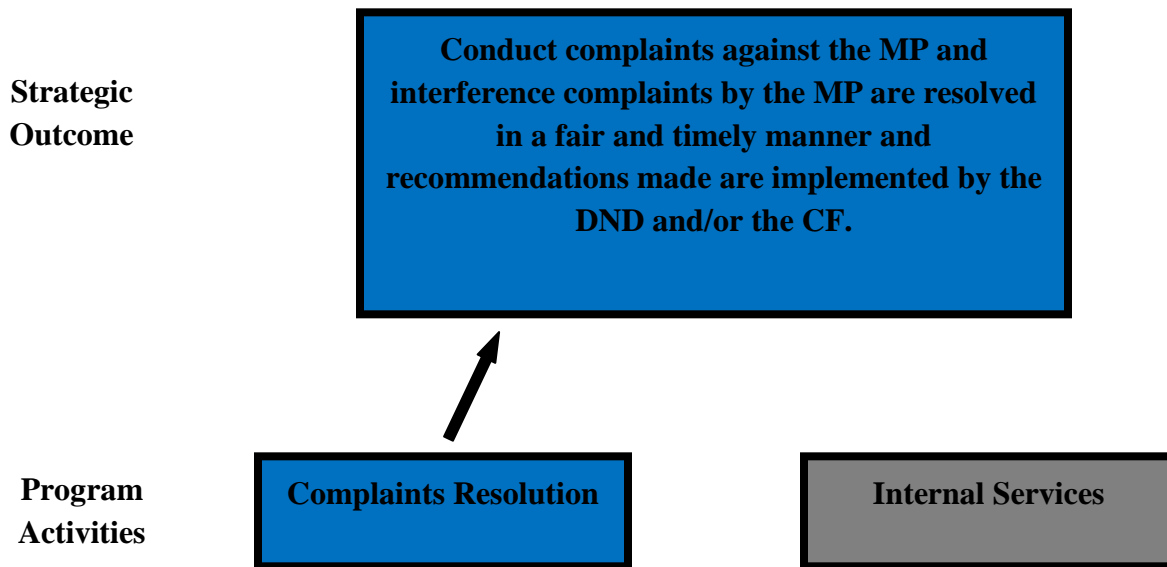 Strategic
Outcome
Conduct complaints against the MP and
interference complaints by the MP are resolved
in a fair and timely manner and
recommendations made are implemented by the
DND and/or the CF.
Program
Activities
Complaints Resolution
Internal Services